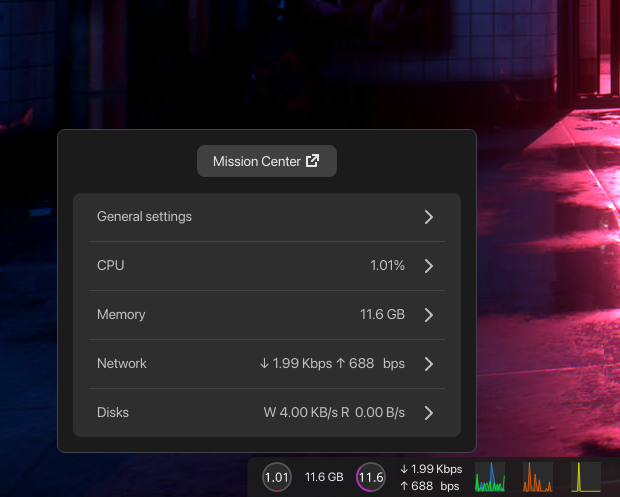 Mission Center
General settings
CPU 1.01%
Memory 11.6 GB
Network ↓ 1.99 Kbps ↑ 688 bps
Disks W 4.00 KB/s R 0.00 B/s
1.01 11.6 GB 11.6 ↓ 1.99 Kbps
↑ 688 bps